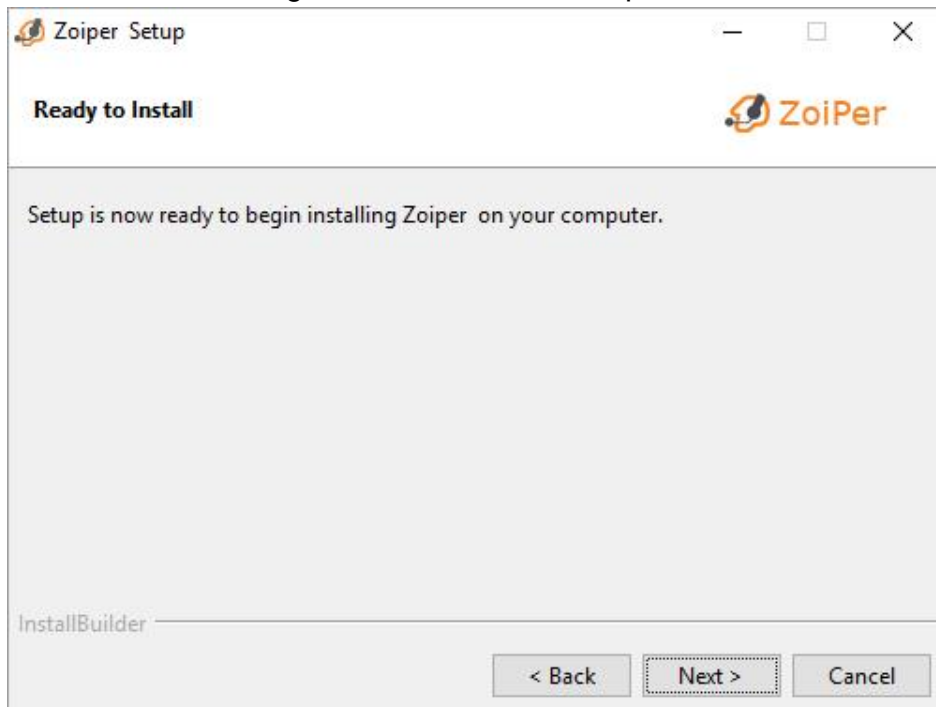 Zoiper Setup
Ready to Install
ZoiPer
Setup is now ready to begin installing Zoiper on your computer.
InstallBuilder
< Back
Next >
Cancel